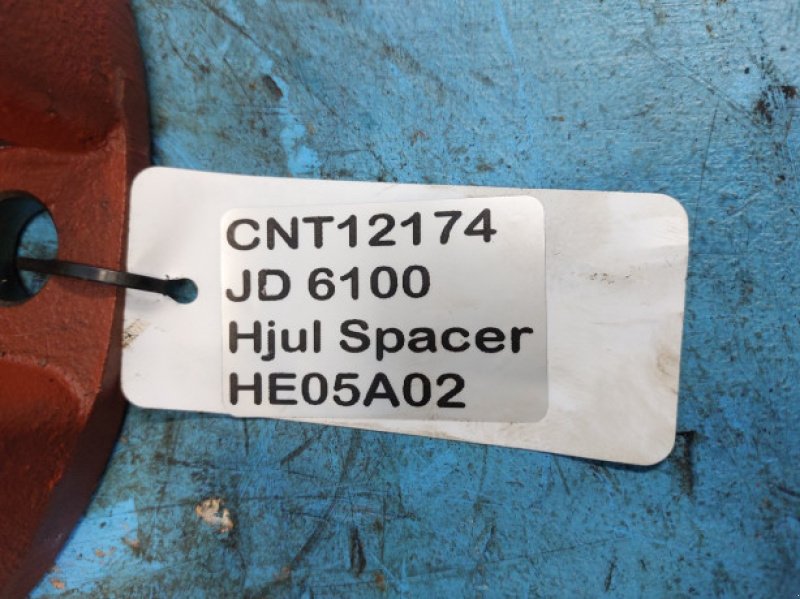 CNT12174
JD 6100
Hjul Spacer
HE05A02